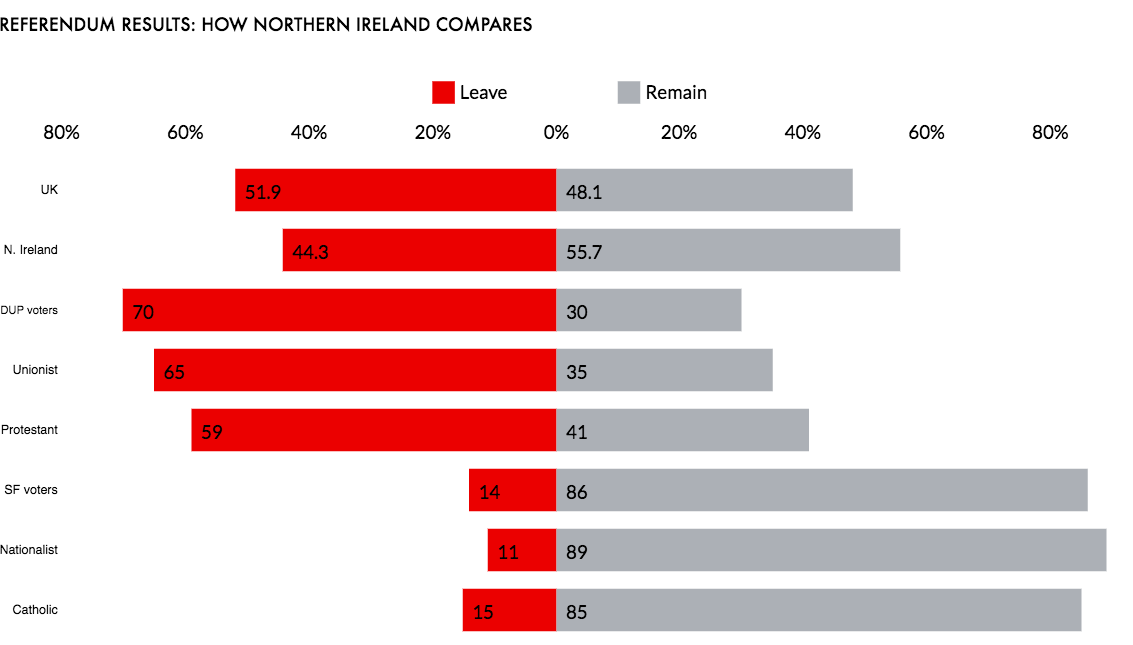 REFERENDUM RESULTS: HOW NORTHERN IRELAND COMPARES
Leave Remain
80% 60% 40% 20% 0% 20% 40% 60% 80%
UK 51.9 48.1
N. Ireland 44.3 55.7
DUP voters 70 30
Unionist 65 35
Protestant 59 41
SF voters 14 86
Nationalist 11 89
Catholic 15 85